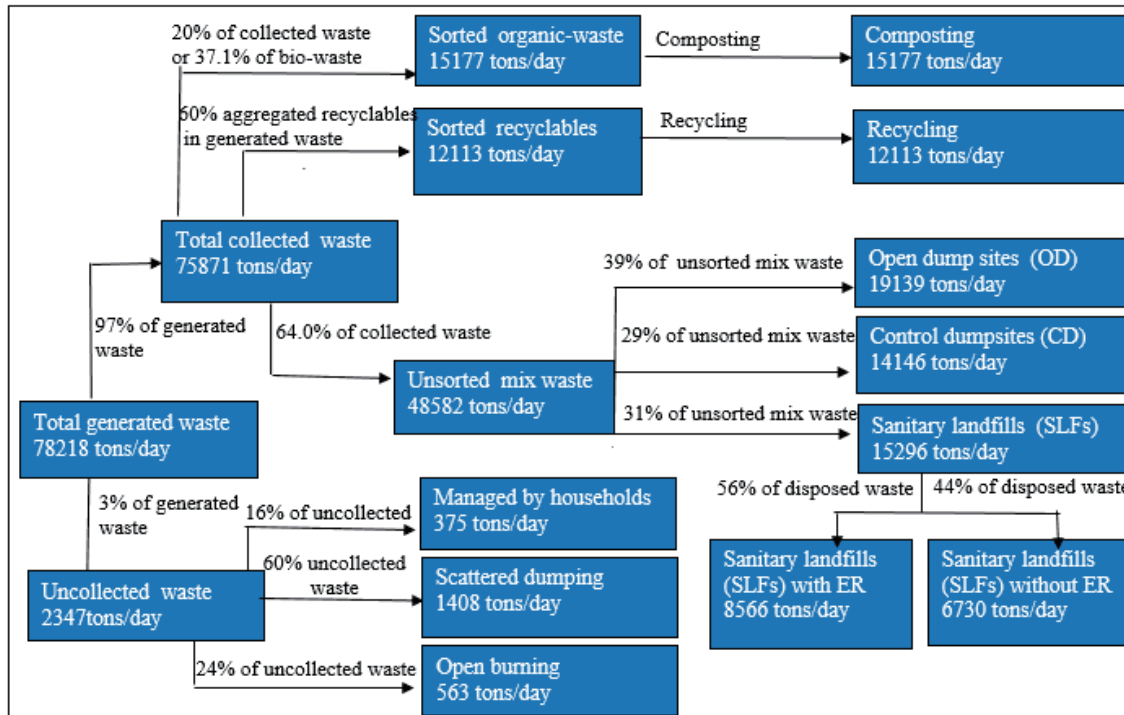 20% of collected waste
or 37.1% of bio-waste
Sorted organic-waste
15177 tons/day
Composting
Composting
15177 tons/day
60% aggregated recyclables
in generated waste
Sorted recyclables
12113 tons/day
Recycling
Recycling
12113 tons/day
Total collected waste
75871 tons/day
39% of unsorted mix waste
Open dump sites (OD)
19139 tons/day
97% of generated
waste
64.0% of collected waste
29% of unsorted mix waste
Control dumpsites (CD)
14146 tons/day
Unsorted mix waste
48582 tons/day
31% of unsorted mix waste
Sanitary landfills (SLFs)
15296 tons/day
Total generated waste
78218 tons/day
56% of disposed waste
44% of disposed waste
3% of generated
waste
16% of uncollected
Managed by households
375 tons/day
Sanitary landfills
(SLFs) with ER
8566 tons/day
Sanitary landfills
(SLFs) without ER
6730 tons/day
60% uncollected
waste
Scattered dumping
1408 tons/day
Uncollected waste
2347tons/day
24% of uncollected waste
Open burning
563 tons/day